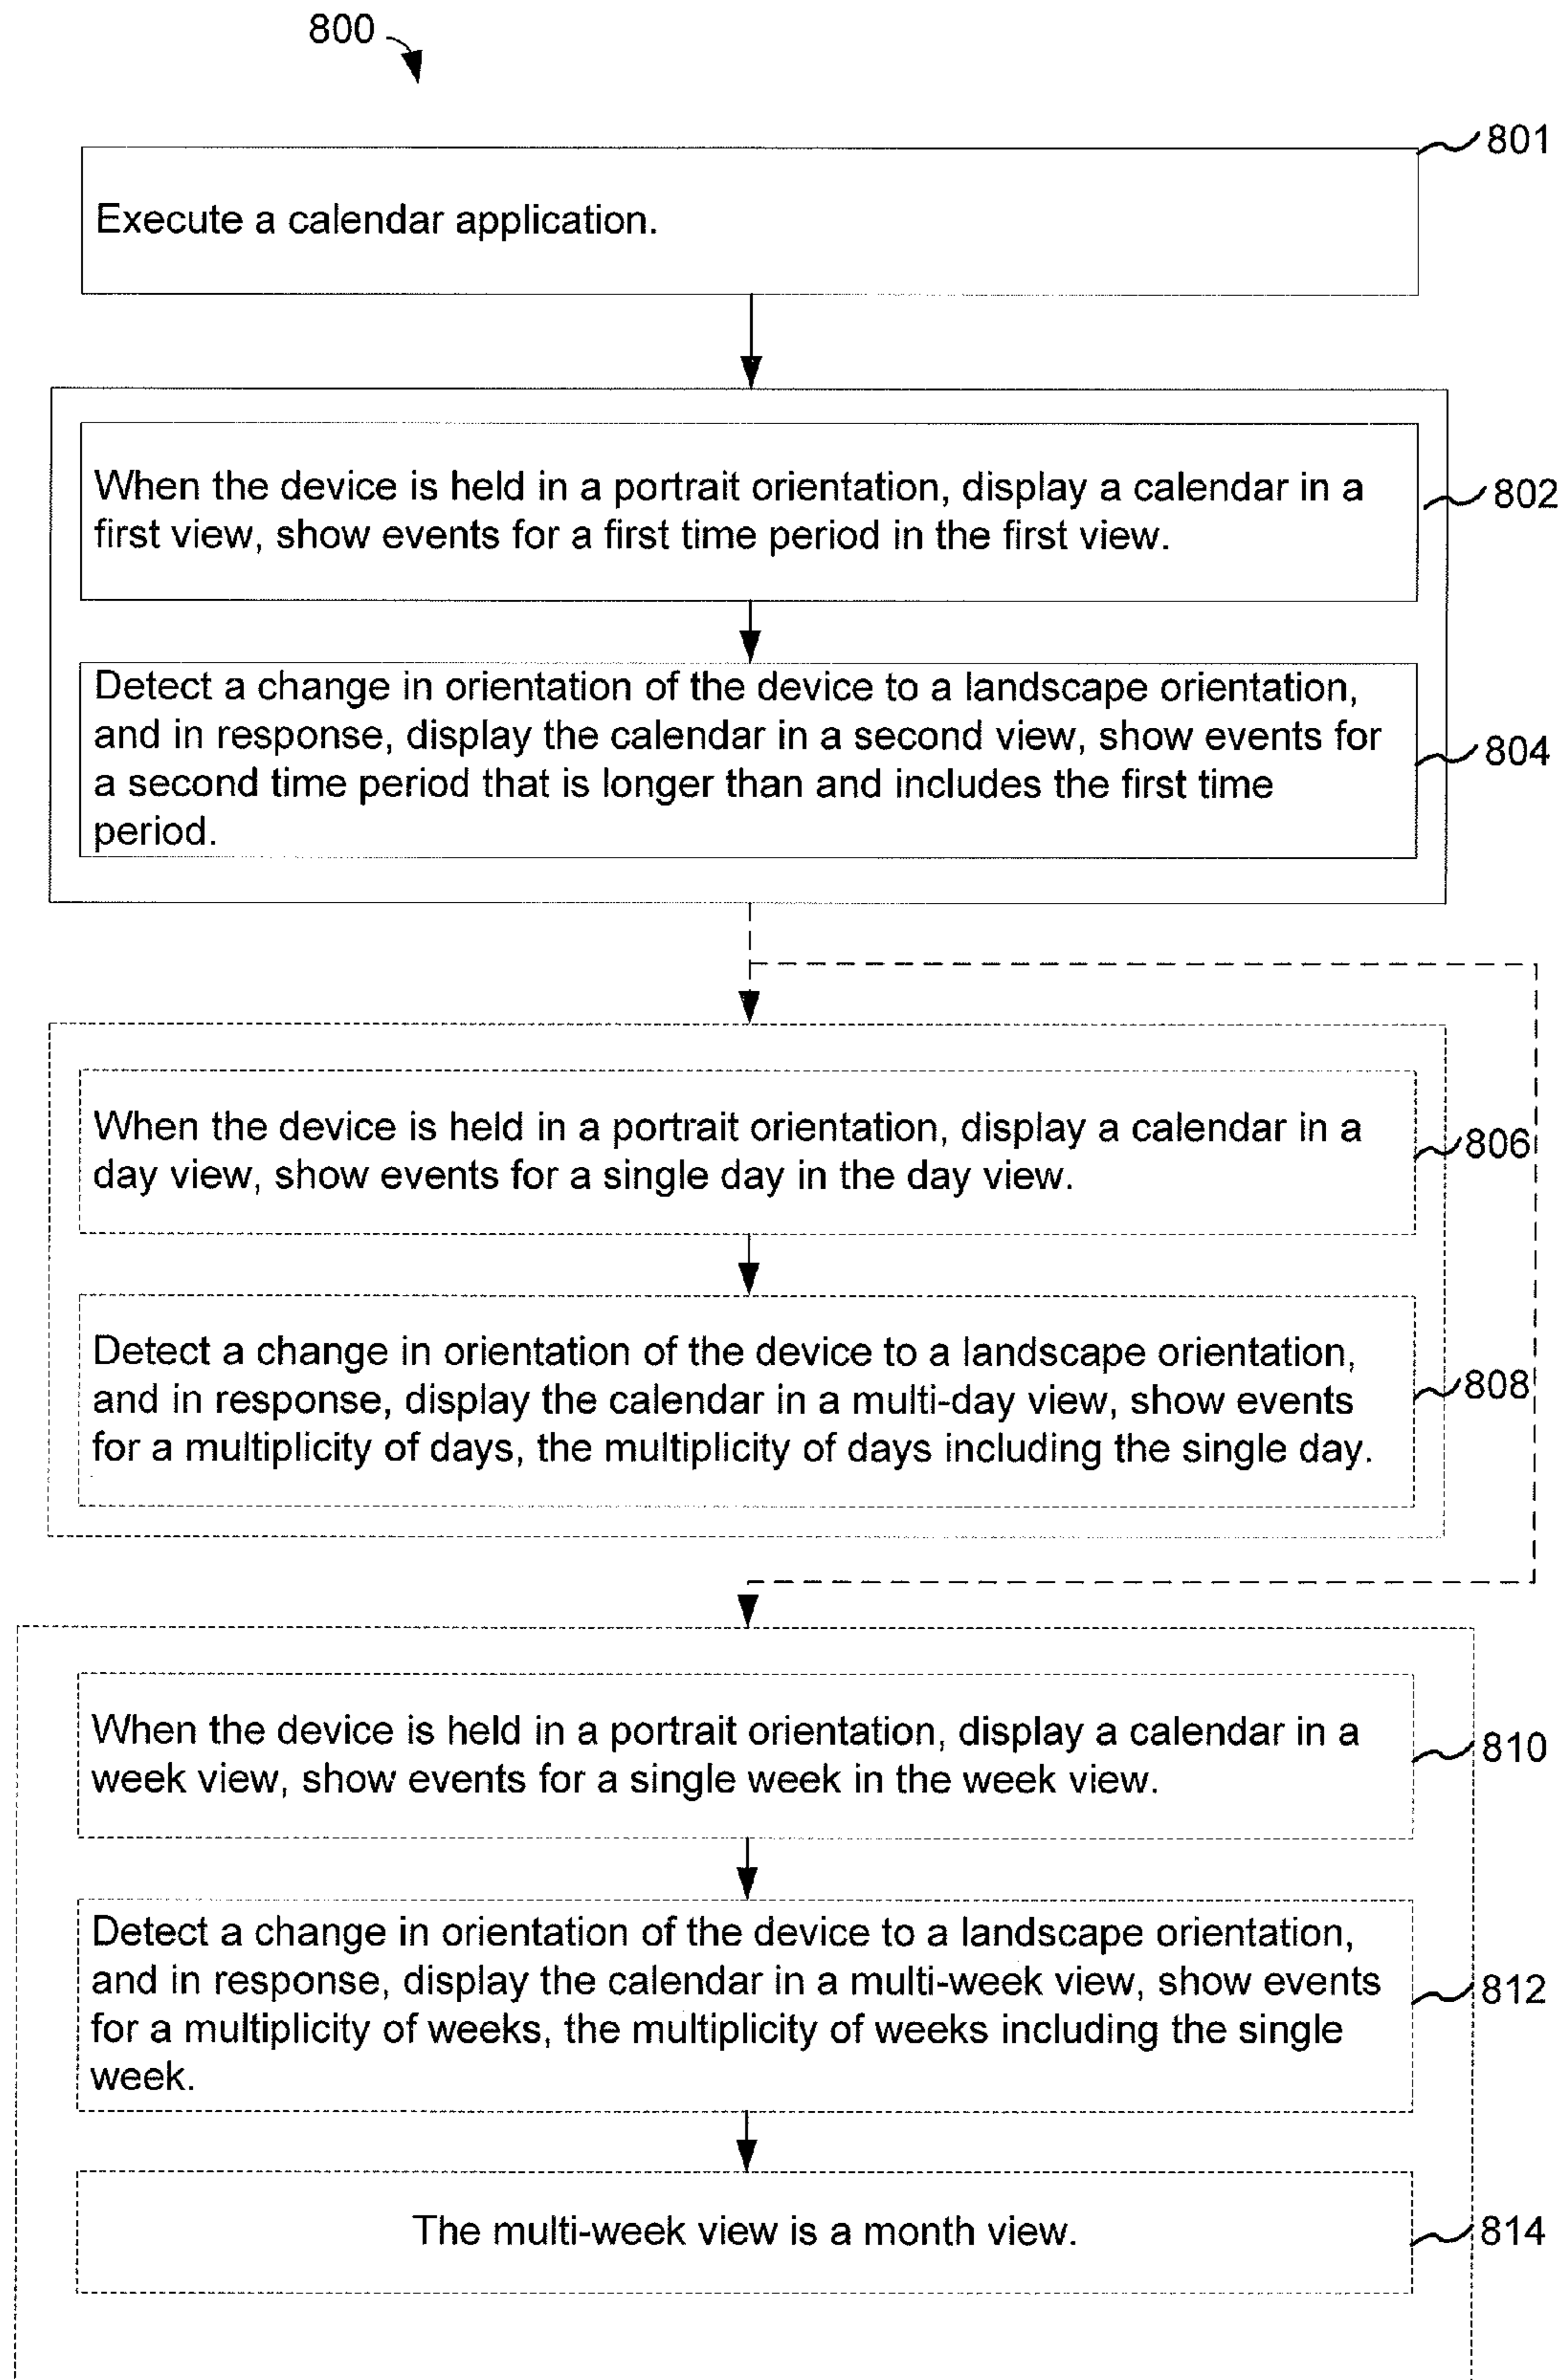 800
801
Execute a calendar application.
When the device is held in a portrait orientation, display a calendar in a
first view, show events for a first time period in the first view.
802
Detect a change in orientation of the device to a landscape orientation,
and in response, display the calendar in a second view, show events for
a second time period that is longer than and includes the first time
period.
804
When the device is held in a portrait orientation, display a calendar in a
day view, show events for a single day in the day view.
806
Detect a change in orientation of the device to a landscape orientation,
and in response, display the calendar in a multi-day view, show events
for a multiplicity of days, the multiplicity of days including the single day.
808
When the device is held in a portrait orientation, display a calendar in a
week view, show events for a single week in the week view.
810
Detect a change in orientation of the device to a landscape orientation,
and in response, display the calendar in a multi-week view, show events
for a multiplicity of weeks, the multiplicity of weeks including the single
week.
812
The multi-week view is a month view.
814